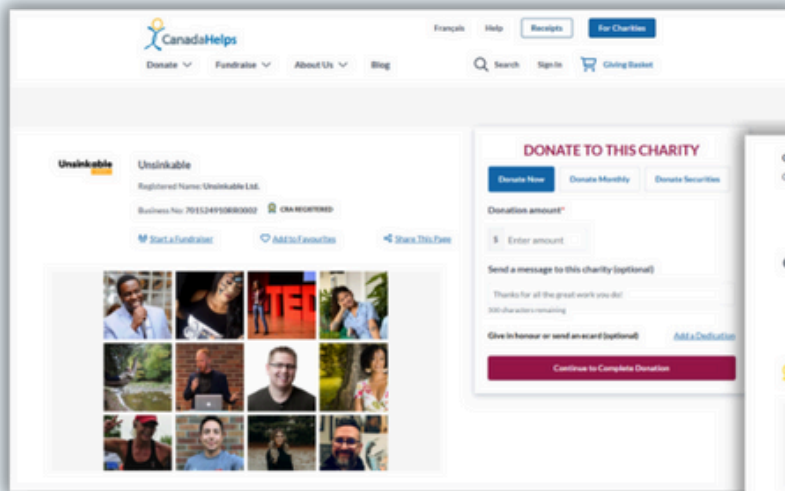 CanadaHelps
Français Help Receipts For Charities
Donate Fundraise About Us Blog Search Sign In Giving Basket
Unsinkable
Unsinkable
Registered Name: Unsinkable Ltd.
Business No: 701524910RR0002 CRA REGISTERED
Start a Fundraiser Add to Favourites Share This Page
TED
DONATE TO THIS CHARITY
Donate Now Donate Monthly Donate Securities
Donation amount*
$ Enter amount
Send a message to this charity (optional)
Thanks for all the great work you do!
300 characters remaining
Give in honour or send an ecard (optional) Add a Dedication
Continue to Complete Donation